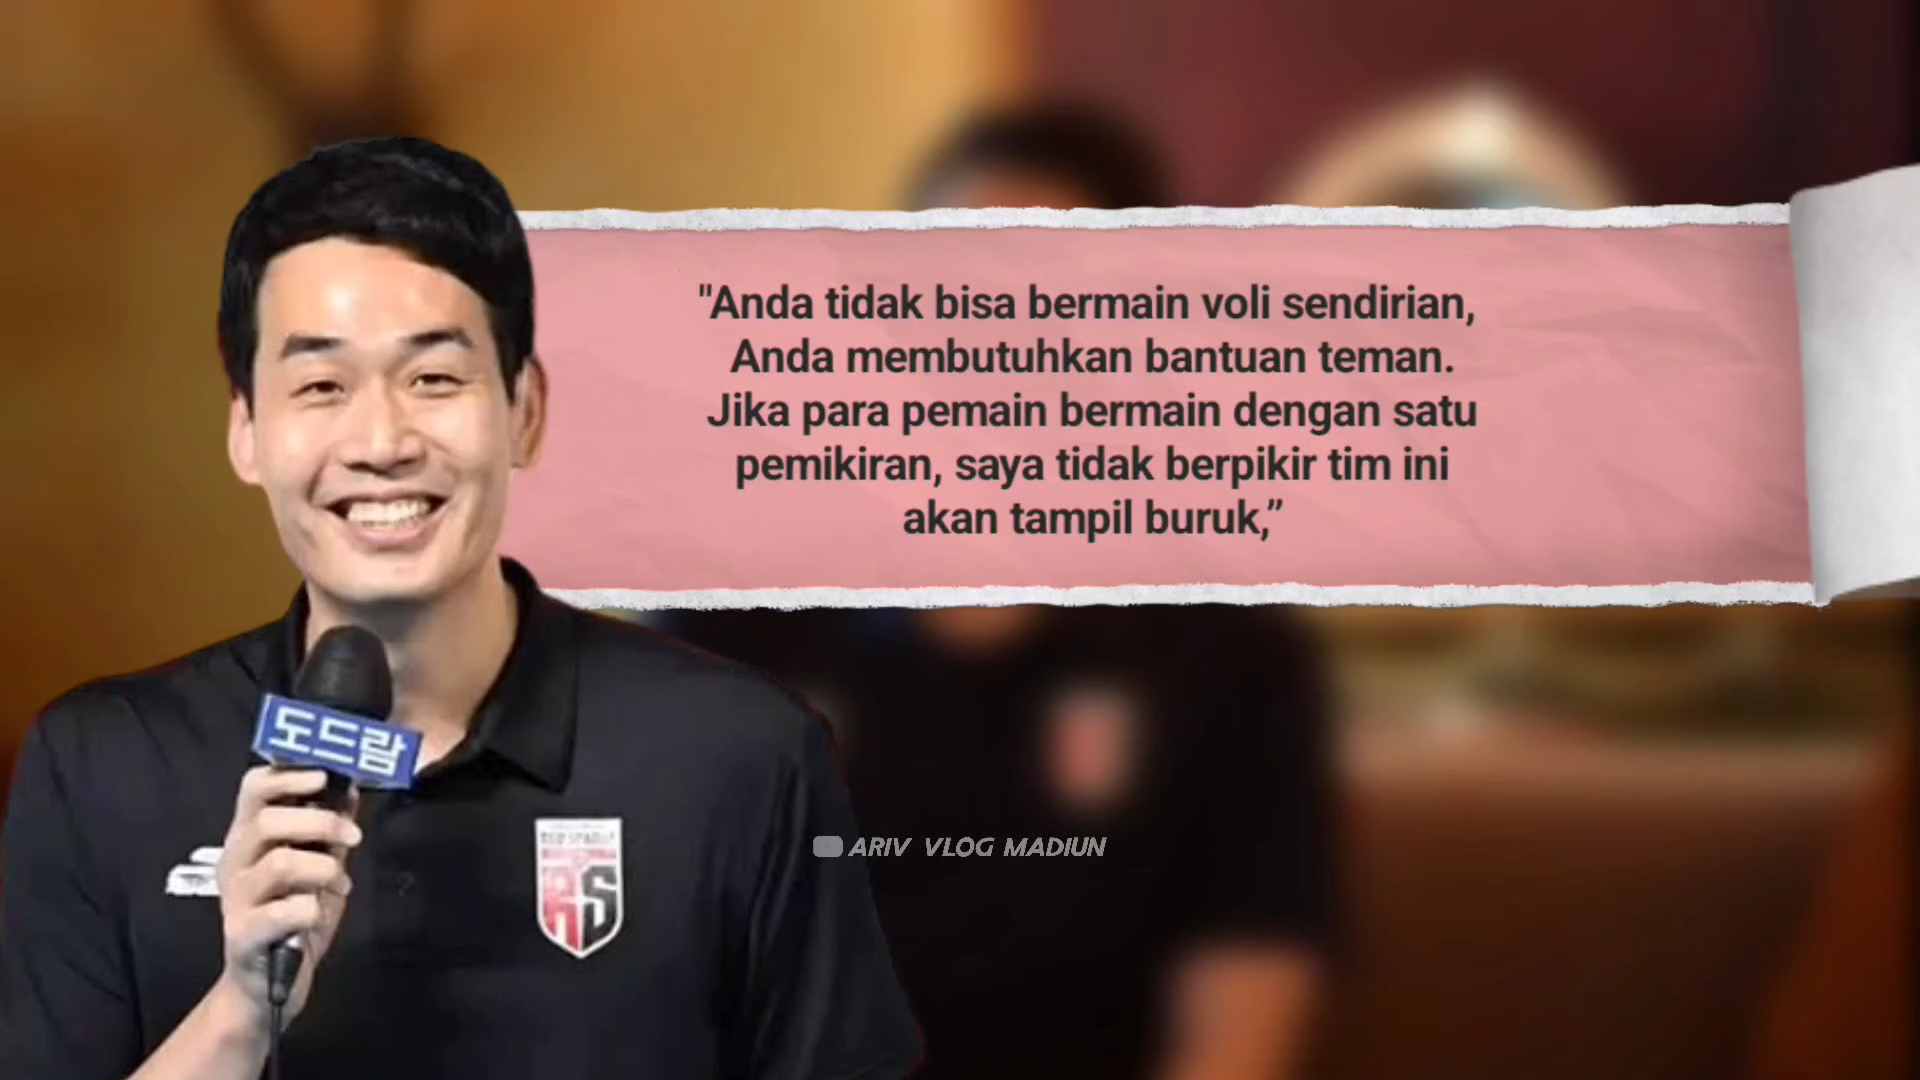 "Anda tidak bisa bermain voli sendirian,
Anda membutuhkan bantuan teman.
Jika para pemain bermain dengan satu
pemikiran, saya tidak berpikir tim ini
akan tampil buruk,”
도드람
RS
ARIV VLOG MADIUN